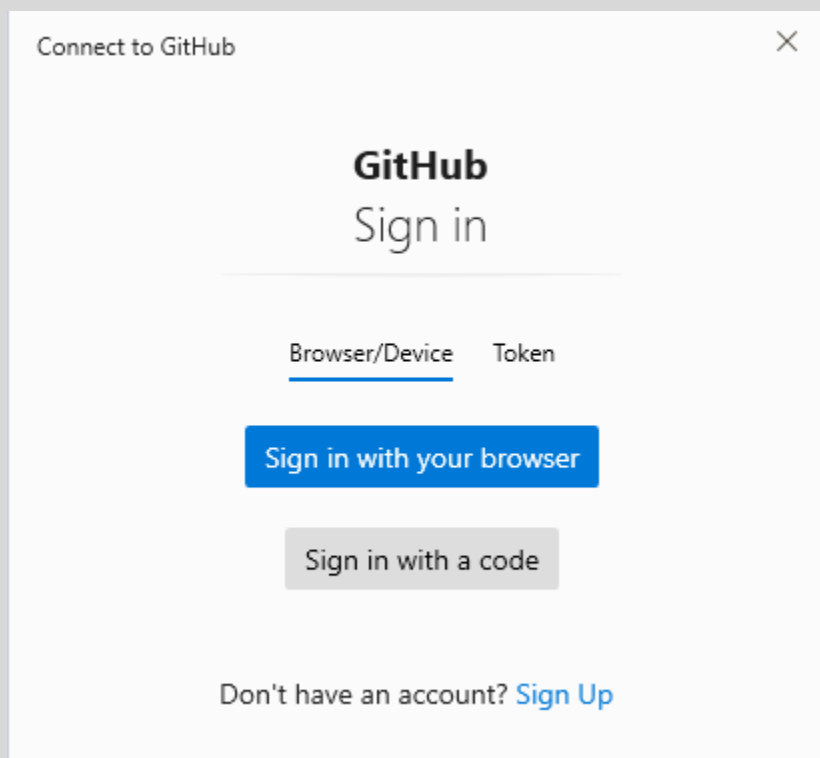 Connect to GitHub
GitHub
Sign in
Browser/Device Token
Sign in with your browser
Sign in with a code
Don't have an account? Sign Up